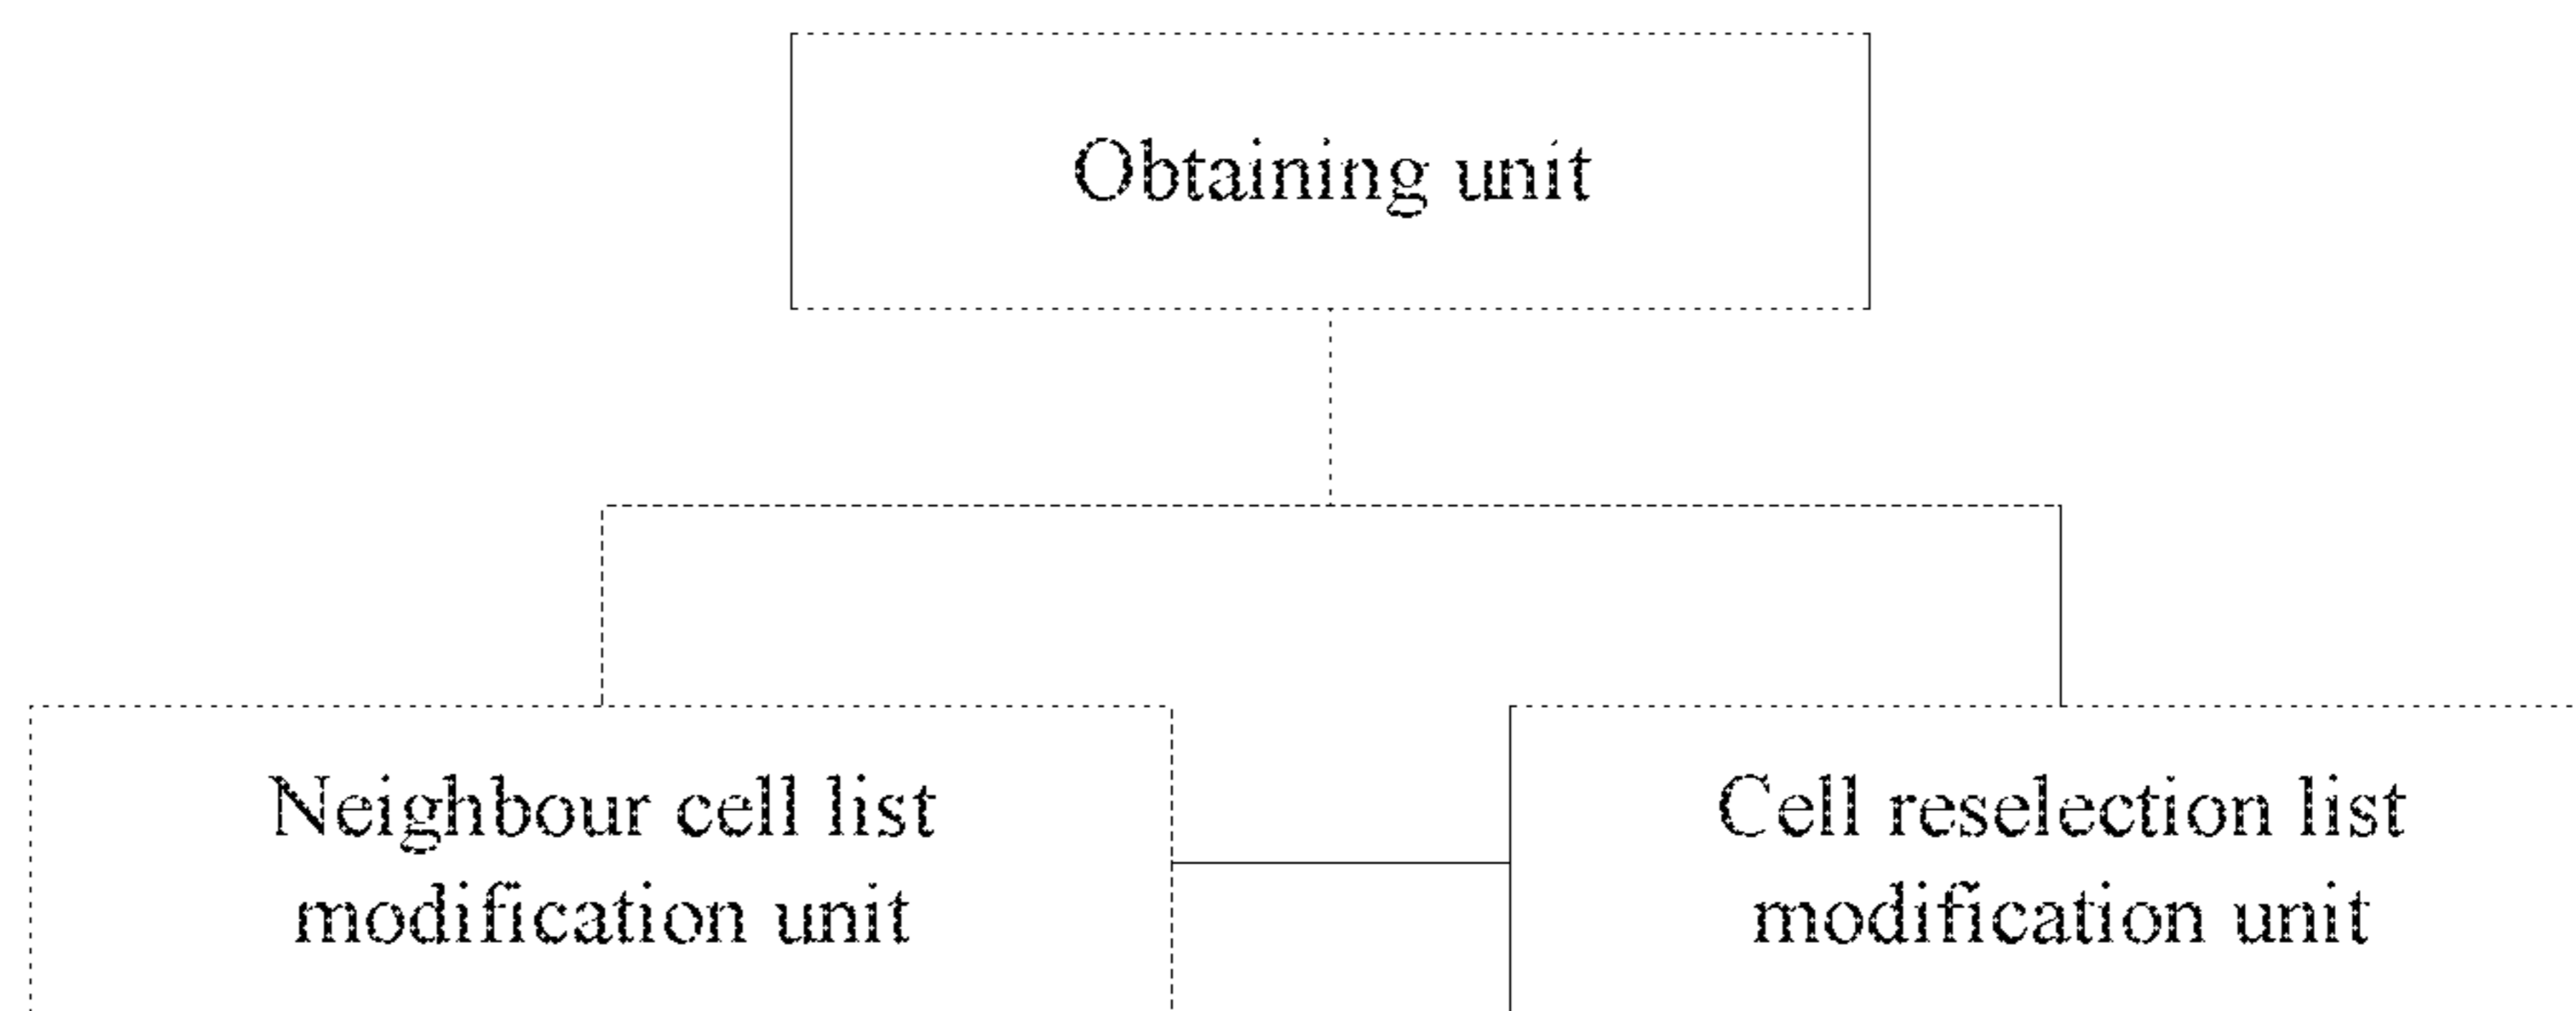 Obtaining unit
Neighbour cell list
modification unit
Cell reselection list
modification unit